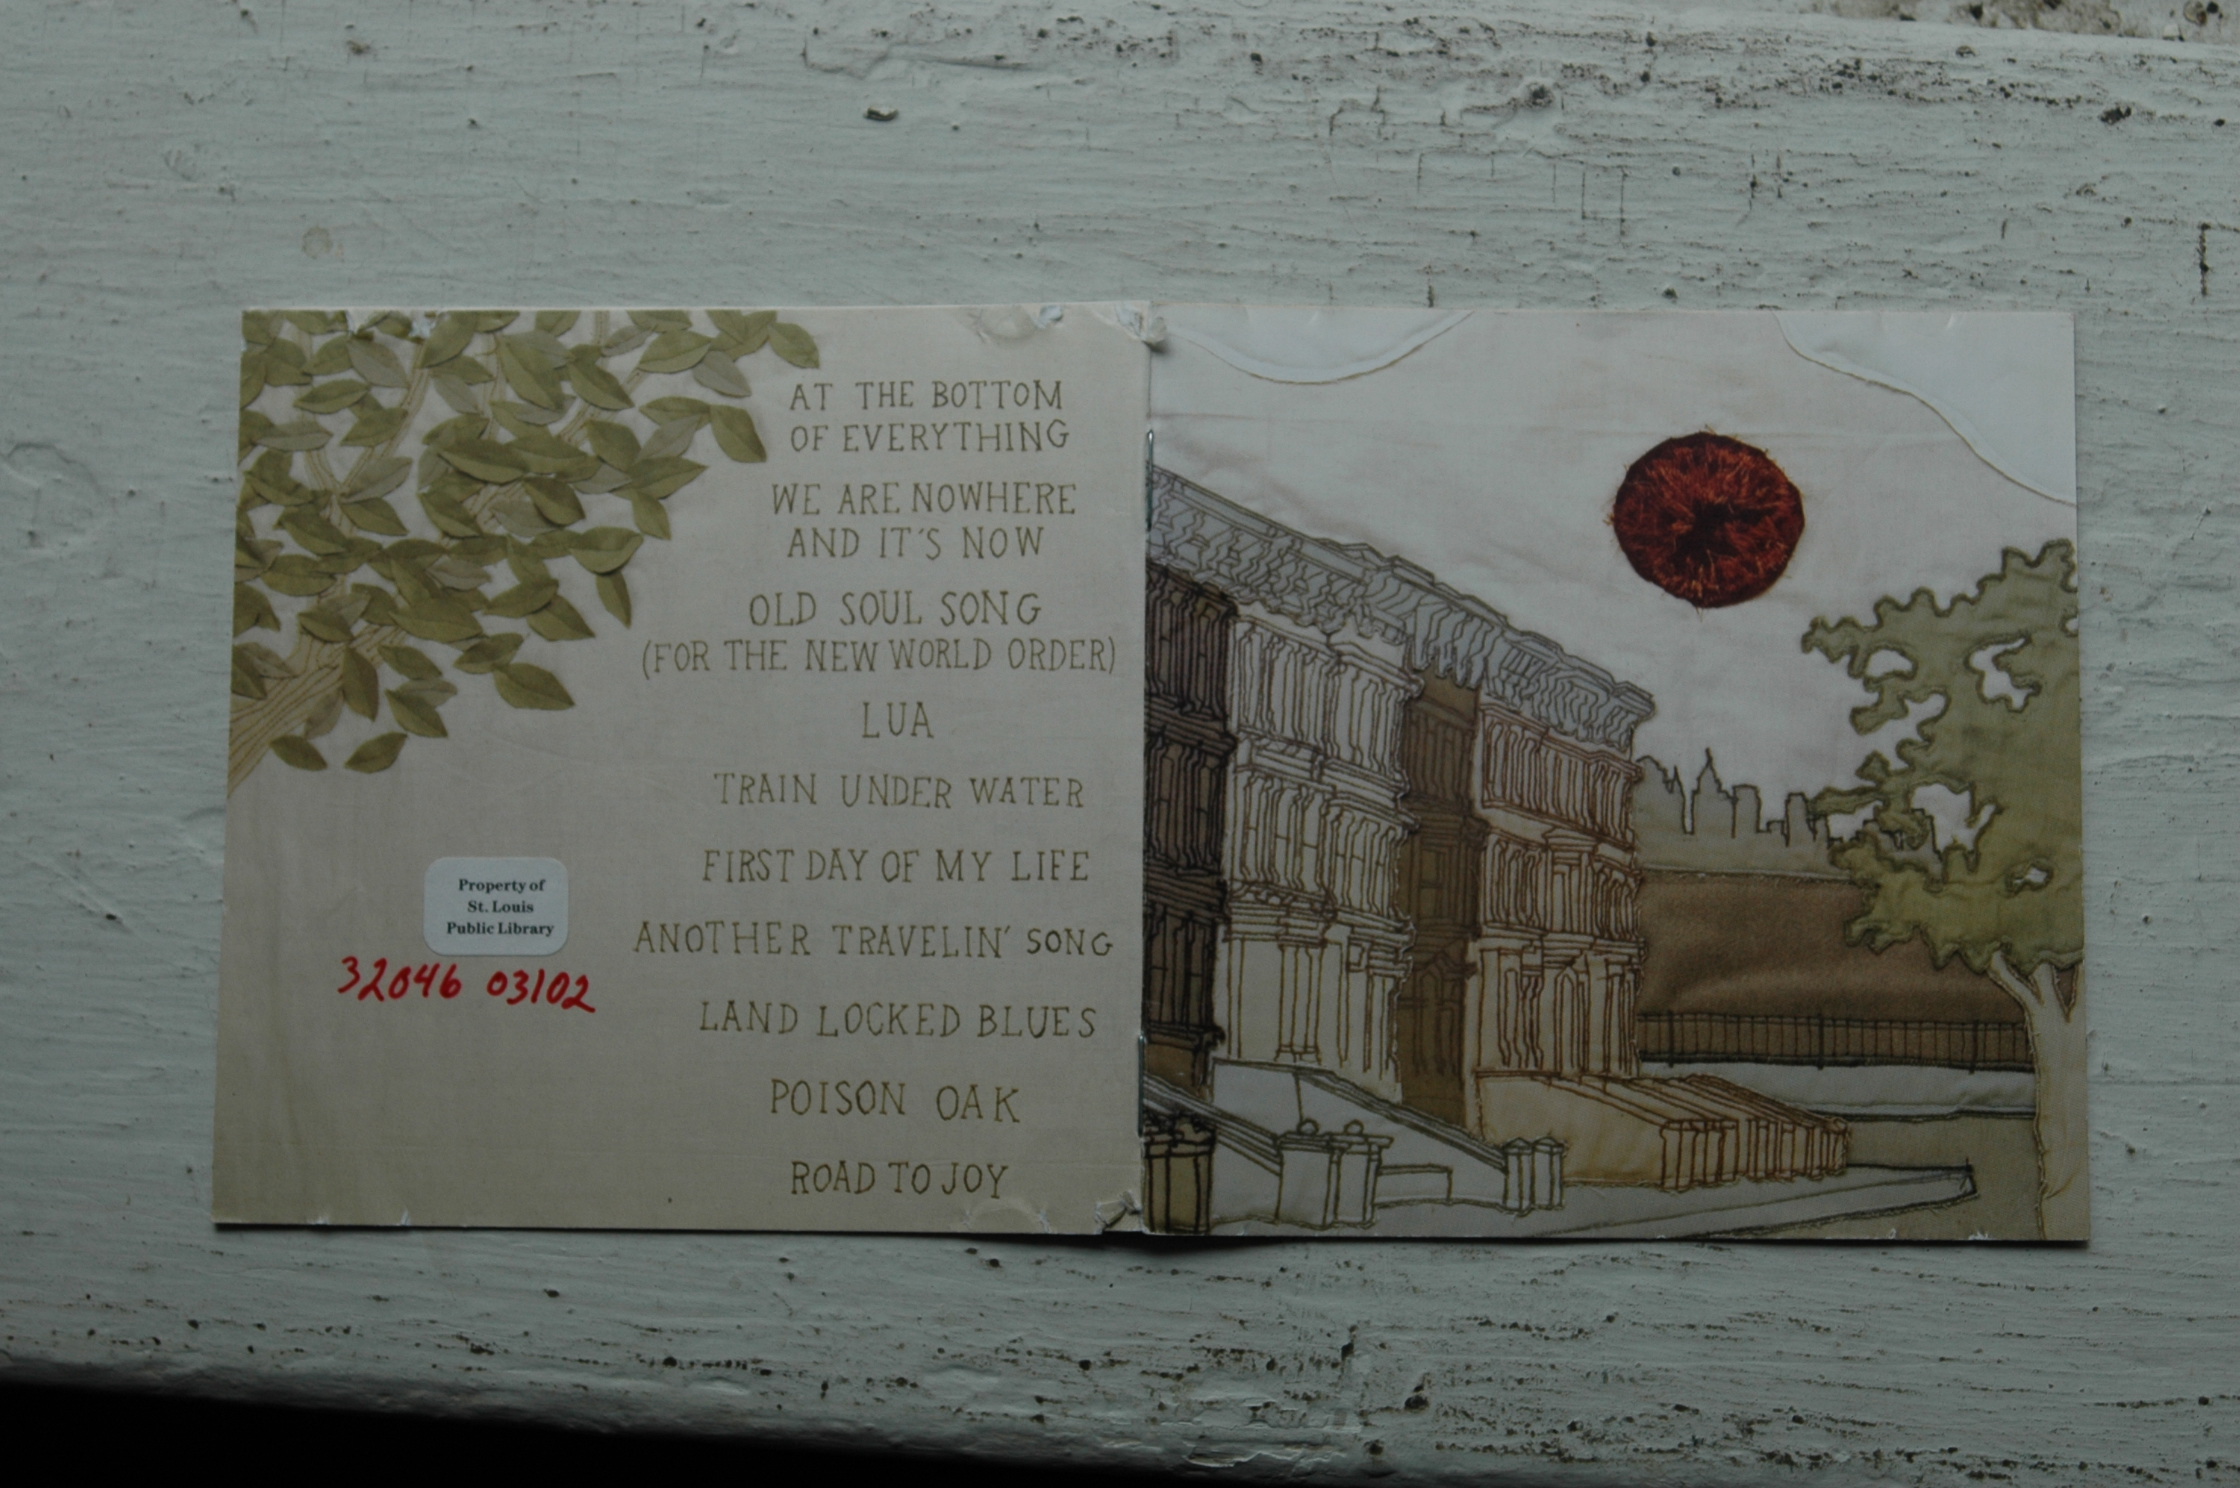 AT THE BOTTOM
OF EVERYTHING
WE ARE NOWHERE
AND IT'S NOW
OLD SOUL SONG
(FOR THE NEW WORLD ORDER)
LUA
TRAIN UNDER WATER
FIRST DAY OF MY LIFE
ANOTHER TRAVELIN' SONG
LAND LOCKED BLUES
POISON OAK
ROAD TO JOY
Property of
St. Louis
Public Library
32046 03102